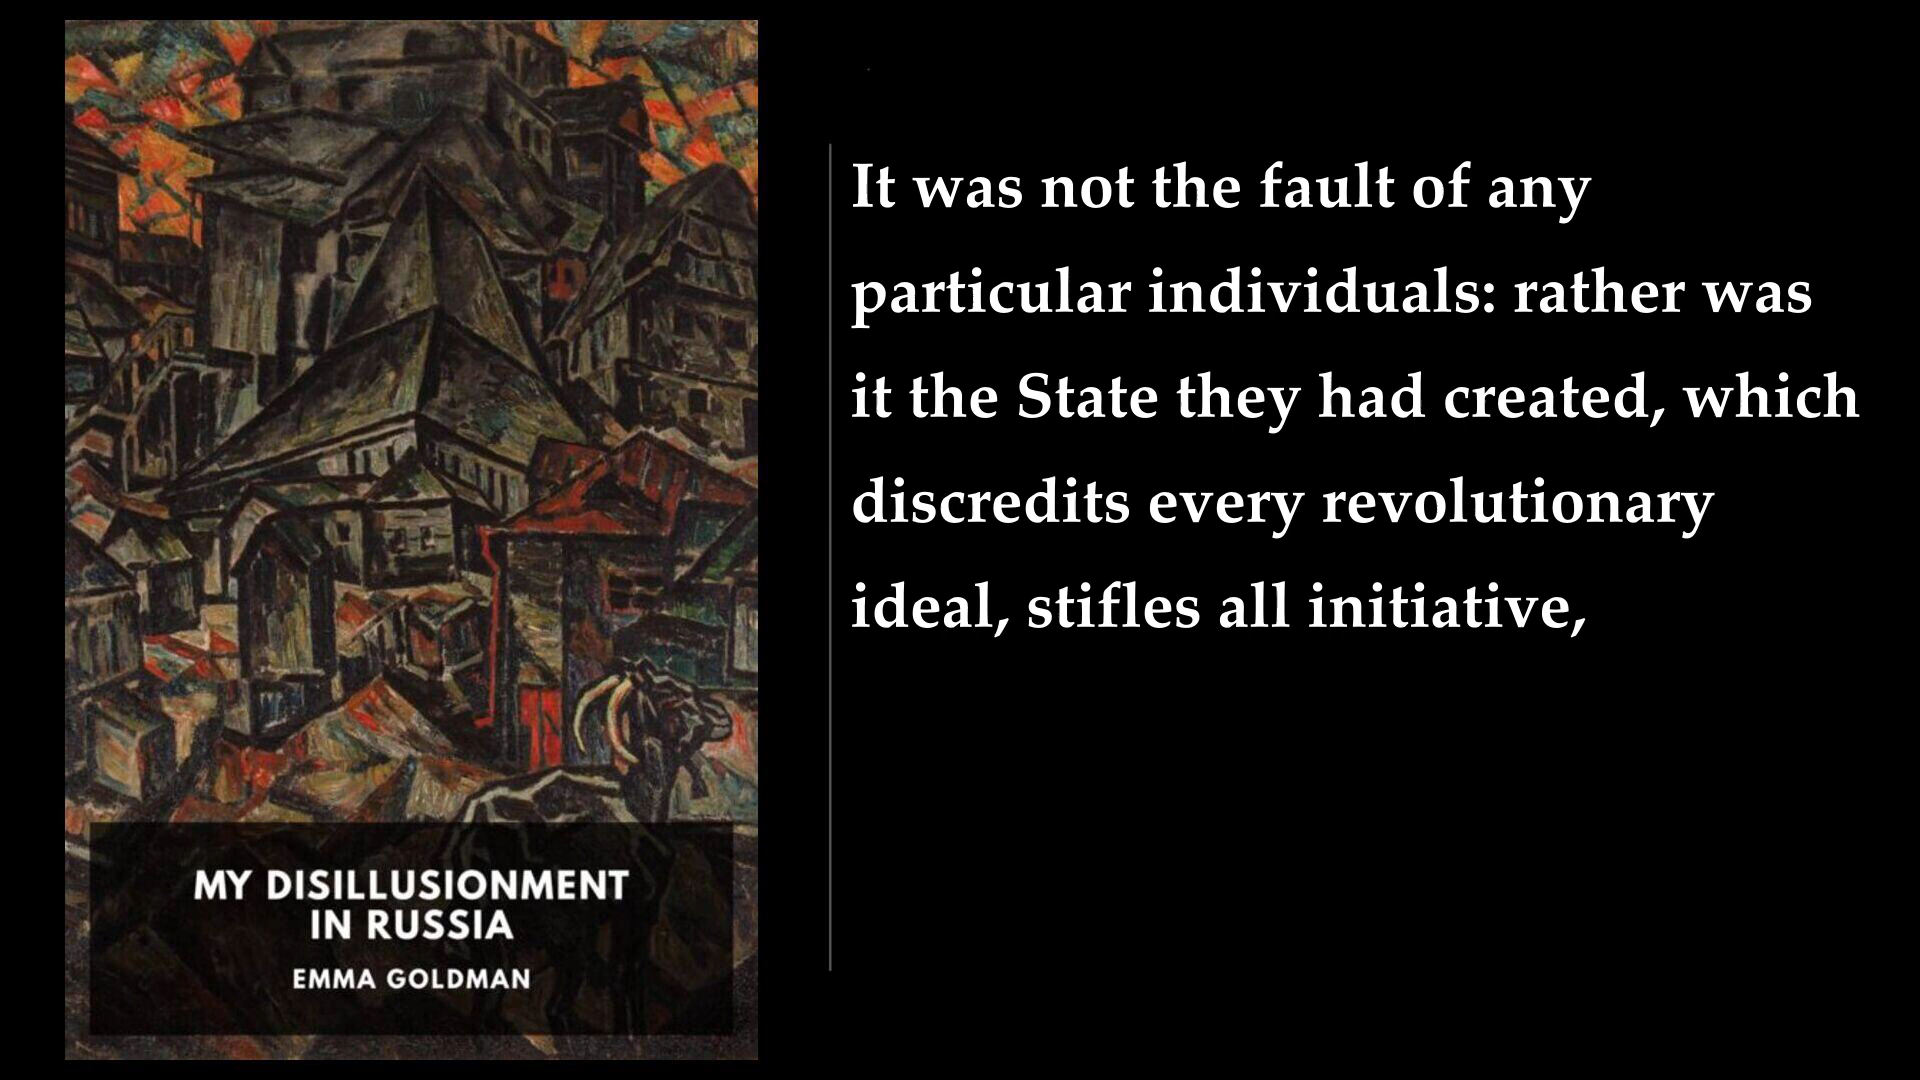 MY DISILLUSIONMENT
IN RUSSIA
EMMA GOLDMAN
It was not the fault of any
particular individuals: rather was
it the State they had created, which
discredits every revolutionary
ideal, stifles all initiative,